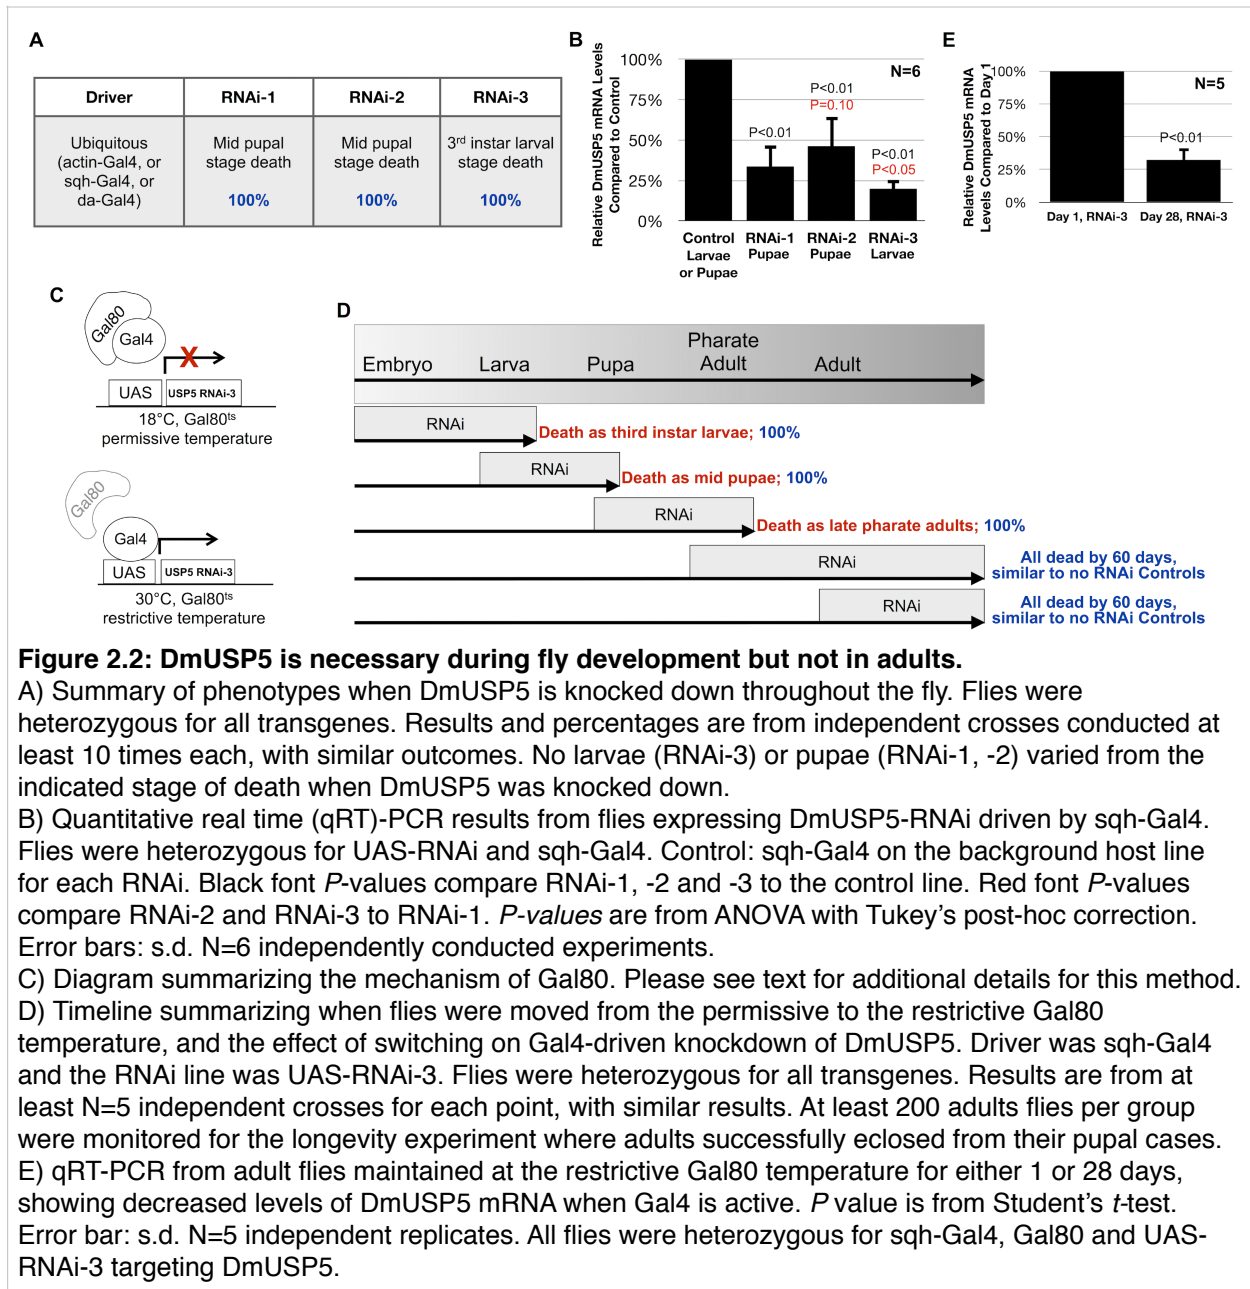 A
Driver
RNAi-1
RNAi-2
RNAi-3
Ubiquitous
(actin-Gal4, or
sqh-Gal4, or
da-Gal4)
Mid pupal
stage death
100%
Mid pupal
stage death
100%
3rd instar larval
stage death
100%
B
Relative DmUSP5 mRNA Levels
Compared to Control
100%
75%
50%
25%
0%
N=6
P<0.01
P<0.01
P=0.10
P<0.01
P<0.05
Control
Larvae
or Pupae
RNAi-1
Pupae
RNAi-2
Pupae
RNAi-3
Larvae
E
Relative DmUSP5 mRNA
Levels Compared to Day 1
100%
75%
50%
25%
0%
N=5
P<0.01
Day 1, RNAi-3
Day 28, RNAi-3
C
Gal80
Gal4
X
UAS
USP5 RNAi-3
18°C, Gal80ts
permissive temperature
Gal80
Gal4
UAS
USP5 RNAi-3
30°C, Gal80ts
restrictive temperature
D
Embryo
Larva
Pupa
Pharate
Adult
Adult
RNAi
Death as third instar larvae; 100%
RNAi
Death as mid pupae; 100%
RNAi
Death as late pharate adults; 100%
RNAi
All dead by 60 days,
similar to no RNAi Controls
RNAi
All dead by 60 days,
similar to no RNAi Controls
Figure 2.2: DmUSP5 is necessary during fly development but not in adults.
A) Summary of phenotypes when DmUSP5 is knocked down throughout the fly. Flies were
heterozygous for all transgenes. Results and percentages are from independent crosses conducted at
least 10 times each, with similar outcomes. No larvae (RNAi-3) or pupae (RNAi-1, -2) varied from the
indicated stage of death when DmUSP5 was knocked down.
B) Quantitative real time (qRT)-PCR results from flies expressing DmUSP5-RNAi driven by sqh-Gal4.
Flies were heterozygous for UAS-RNAi and sqh-Gal4. Control: sqh-Gal4 on the background host line
for each RNAi. Black font P-values compare RNAi-1, -2 and -3 to the control line. Red font P-values
compare RNAi-2 and RNAi-3 to RNAi-1. P-values are from ANOVA with Tukey's post-hoc correction.
Error bars: s.d. N=6 independently conducted experiments.
C) Diagram summarizing the mechanism of Gal80. Please see text for additional details for this method.
D) Timeline summarizing when flies were moved from the permissive to the restrictive Gal80
temperature, and the effect of switching on Gal4-driven knockdown of DmUSP5. Driver was sqh-Gal4
and the RNAi line was UAS-RNAi-3. Flies were heterozygous for all transgenes. Results are from at
least N=5 independent crosses for each point, with similar results. At least 200 adults flies per group
were monitored for the longevity experiment where adults successfully eclosed from their pupal cases.
E) qRT-PCR from adult flies maintained at the restrictive Gal80 temperature for either 1 or 28 days,
showing decreased levels of DmUSP5 mRNA when Gal4 is active. P value is from Student's t-test.
Error bar: s.d. N=5 independent replicates. All flies were heterozygous for sqh-Gal4, Gal80 and UAS-
RNAi-3 targeting DmUSP5.